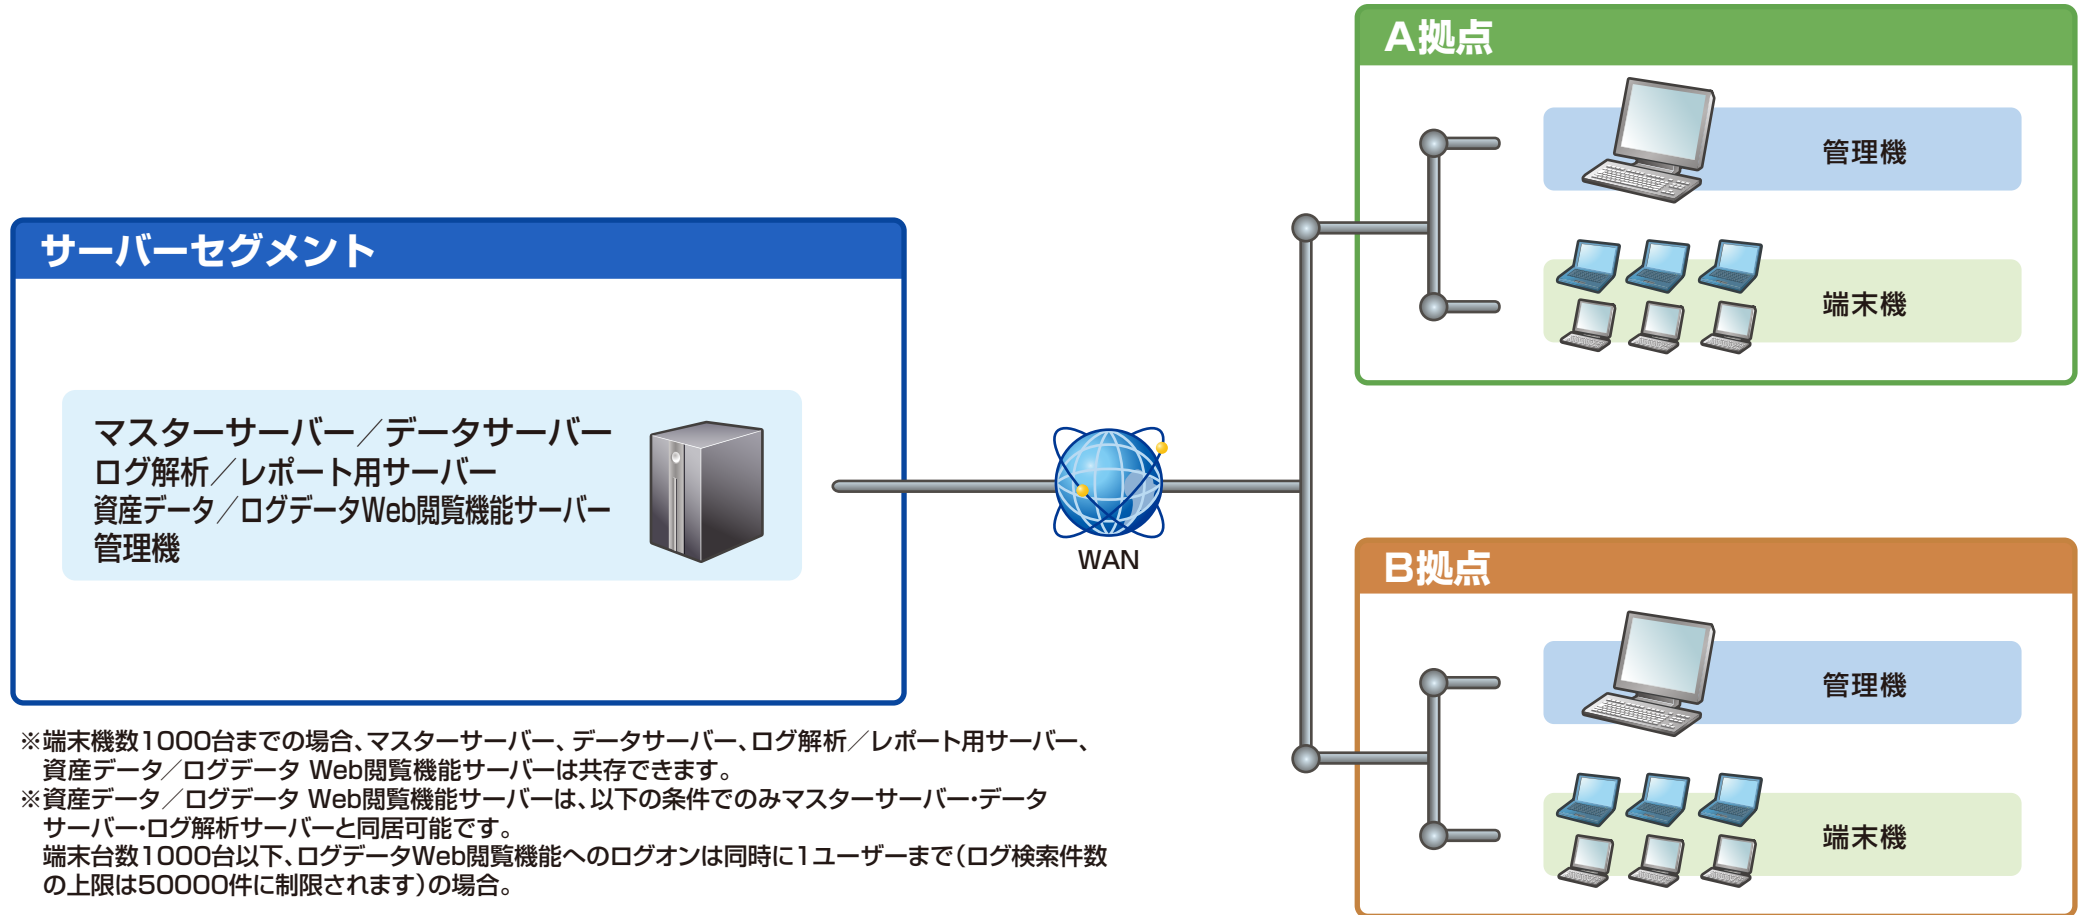 サーバーセグメント
マスターサーバー／データサーバー
ログ解析／レポート用サーバー
資産データ／ログデータWeb閲覧機能サーバー
管理機
WAN
A拠点
管理機
端末機
B拠点
管理機
端末機
※端末機数1000台までの場合、マスターサーバー、データサーバー、ログ解析／レポート用サーバー、
資産データ／ログデータ Web閲覧機能サーバーは共存できます。
※資産データ／ログデータ Web閲覧機能サーバーは、以下の条件でのみマスターサーバー・データ
サーバー・ログ解析サーバーと同居可能です。
端末台数1000台以下、ログデータWeb閲覧機能へのログオンは同時に1ユーザーまで（ログ検索件数
の上限は50000件に制限されます）の場合。